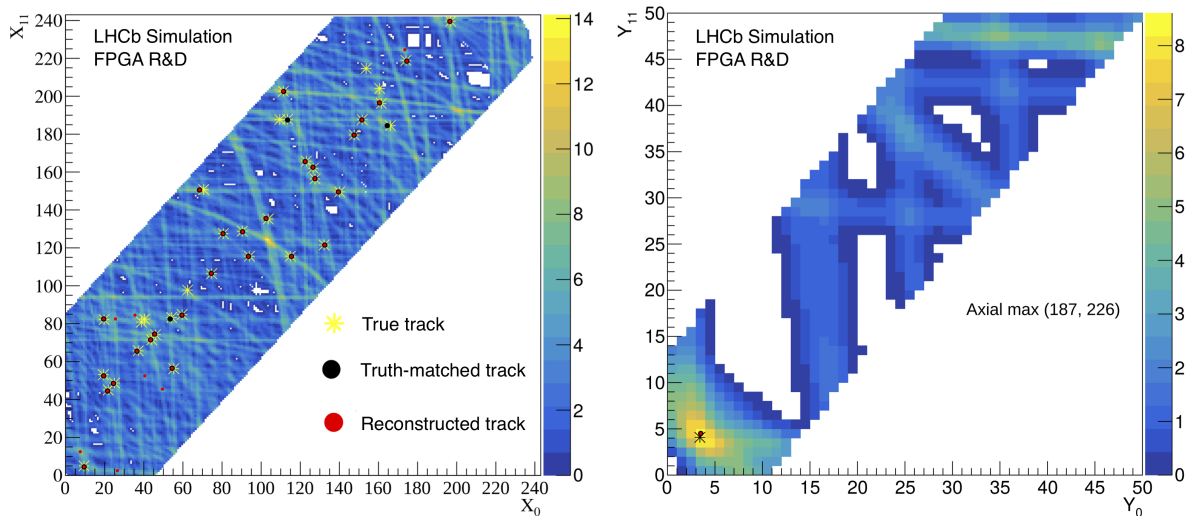 LHCb Simulation
FPGA R&D
True track
Truth-matched track
Reconstructed track
X₁₁
240
220
200
180
160
140
120
100
80
60
40
20
0
0 20 40 60 80 100 120 140 160 180 200 220 240
X₀
14
12
10
8
6
4
2
0
LHCb Simulation
FPGA R&D
Axial max (187, 226)
Y₁₁
50
45
40
35
30
25
20
15
10
5
0
0 5 10 15 20 25 30 35 40 45 50
Y₀
8
7
6
5
4
3
2
1
0